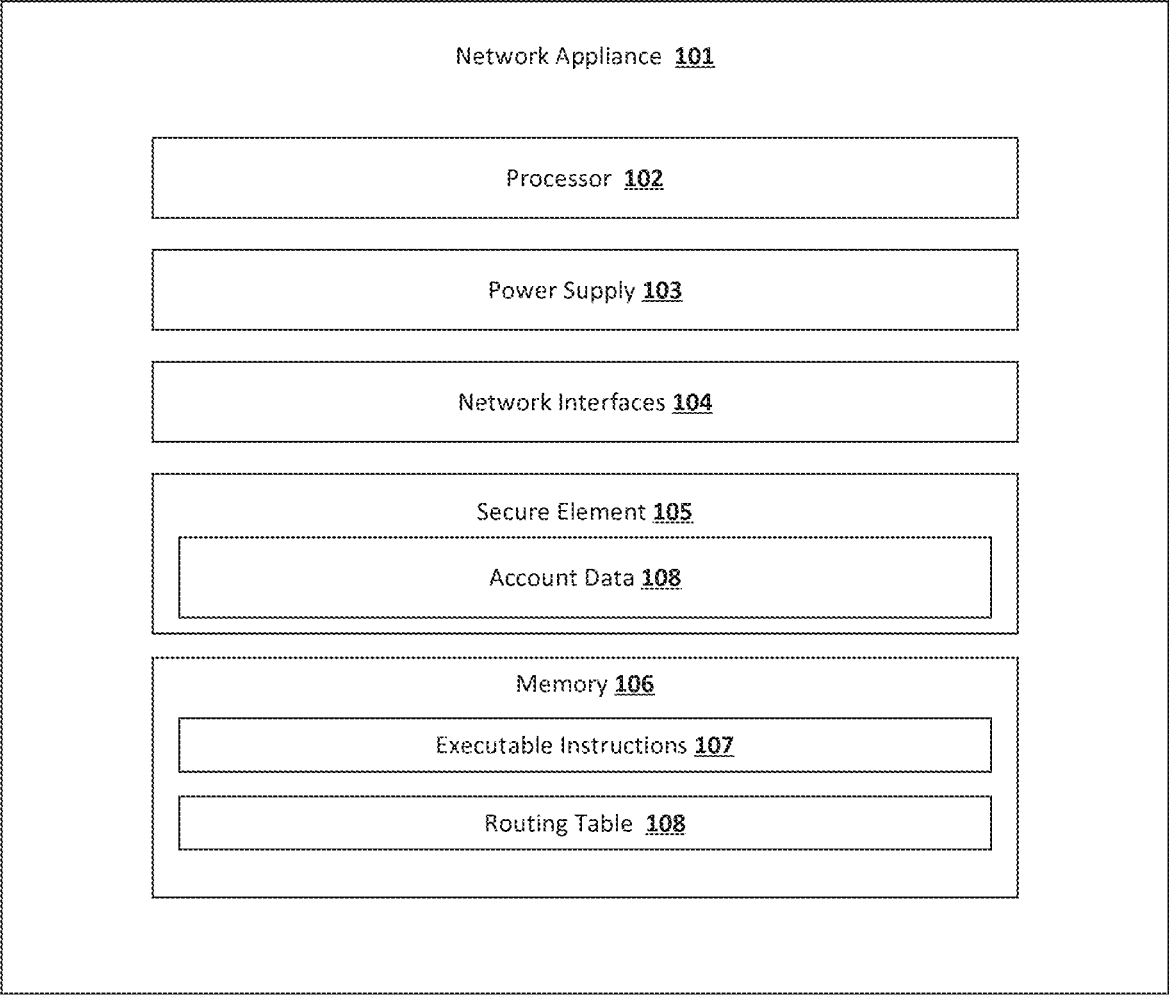 Network Appliance 101
Processor 102
Power Supply 103
Network Interfaces 104
Secure Element 105
Account Data 108
Memory 106
Executable Instructions 107
Routing Table 108